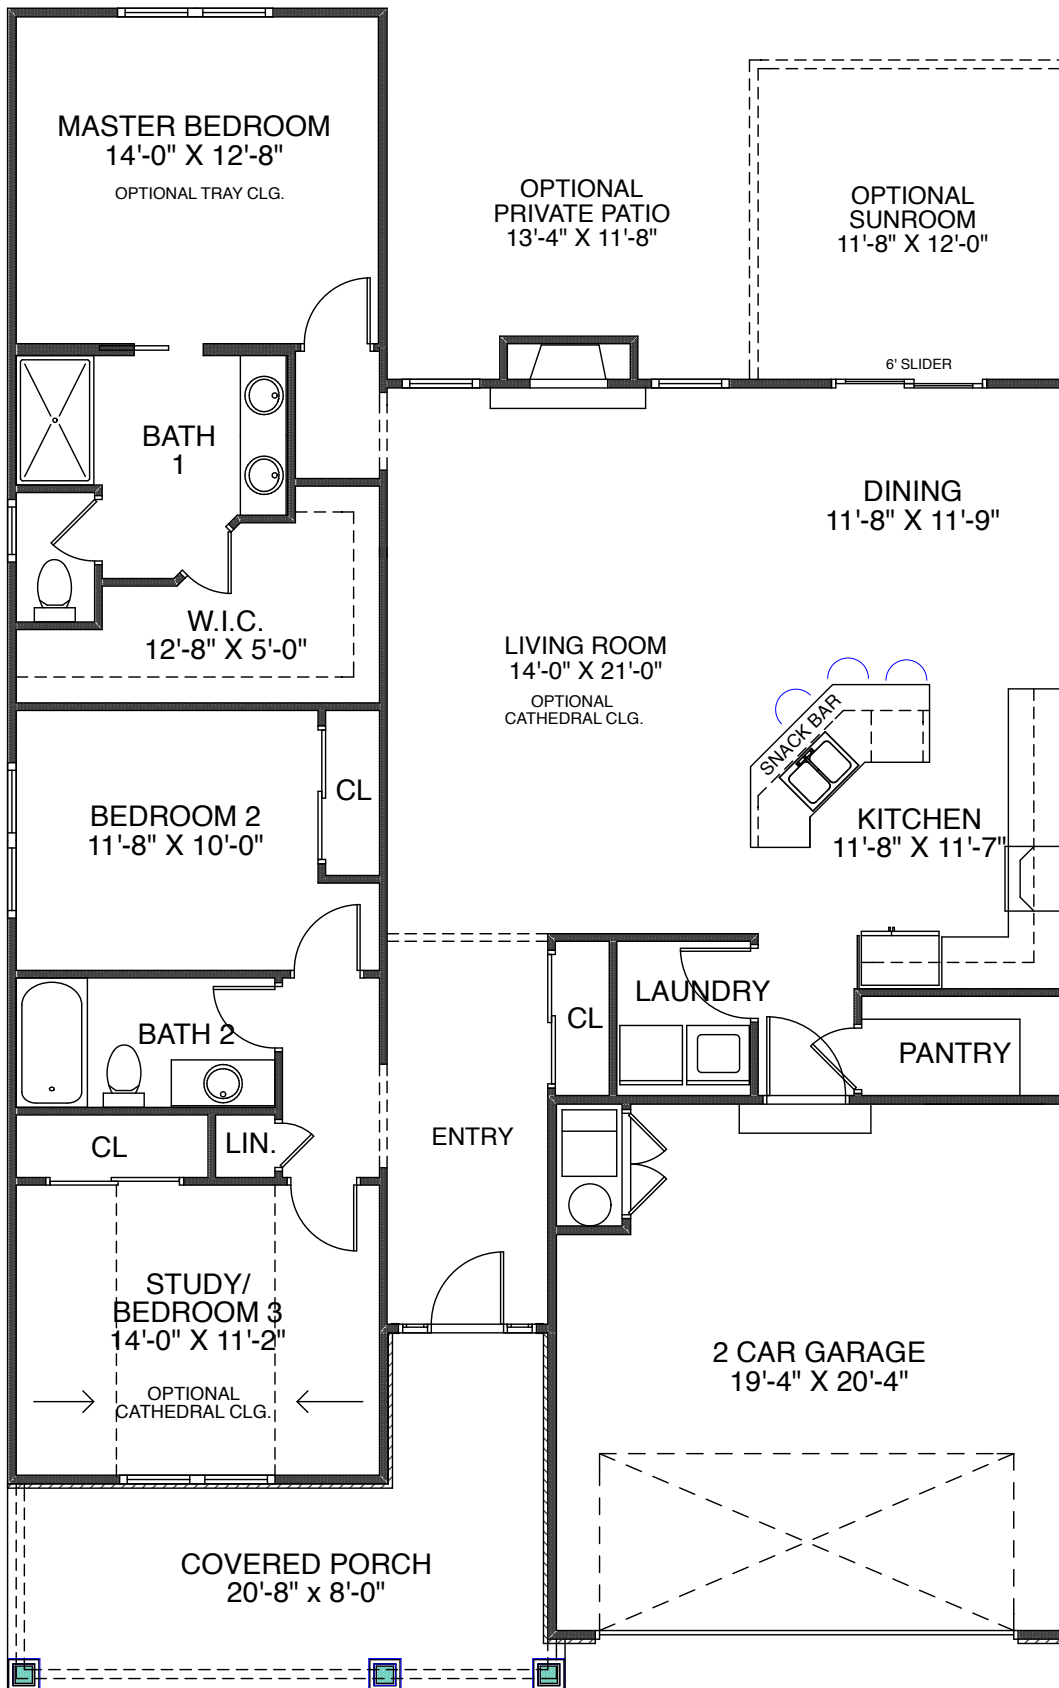 MASTER BEDROOM
14'-0" X 12'-8"
OPTIONAL TRAY CLG.
OPTIONAL
PRIVATE PATIO
13'-4" X 11'-8"
OPTIONAL
SUNROOM
11'-8" X 12'-0"
6' SLIDER
BATH
1
DINING
11'-8" X 11'-9"
W.I.C.
12'-8" X 5'-0"
LIVING ROOM
14'-0" X 21'-0"
OPTIONAL
CATHEDRAL CLG.
SNACK BAR
BEDROOM 2
11'-8" X 10'-0"
CL
KITCHEN
11'-8" X 11'-7"
BATH 2
CL
LAUNDRY
PANTRY
CL
LIN.
ENTRY
STUDY/
BEDROOM 3
14'-0" X 11'-2"
OPTIONAL
CATHEDRAL CLG.
2 CAR GARAGE
19'-4" X 20'-4"
COVERED PORCH
20'-8" x 8'-0"